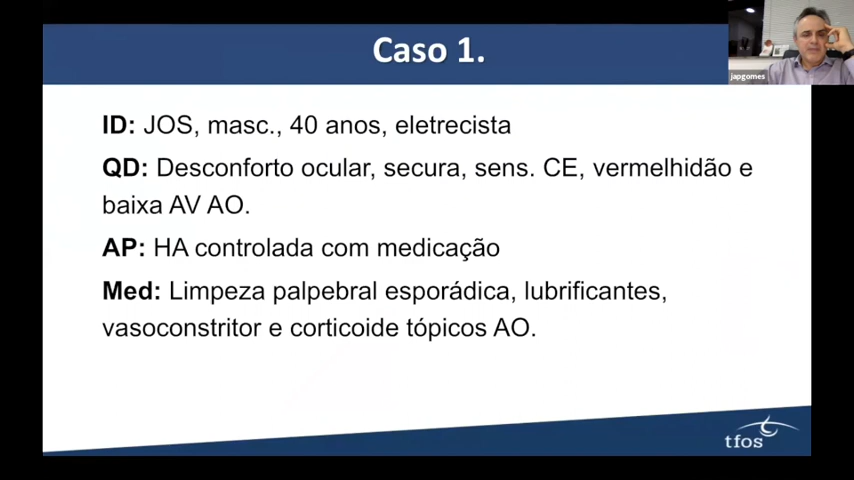 Caso 1.
japgomes
ID: JOS, masc., 40 anos, eletrecista
QD: Desconforto ocular, secura, sens. CE, vermelhidão e
baixa AV AO.
AP: HA controlada com medicação
Med: Limpeza palpebral esporádica, lubrificantes,
vasoconstritor e corticoide tópicos AO.
tfos